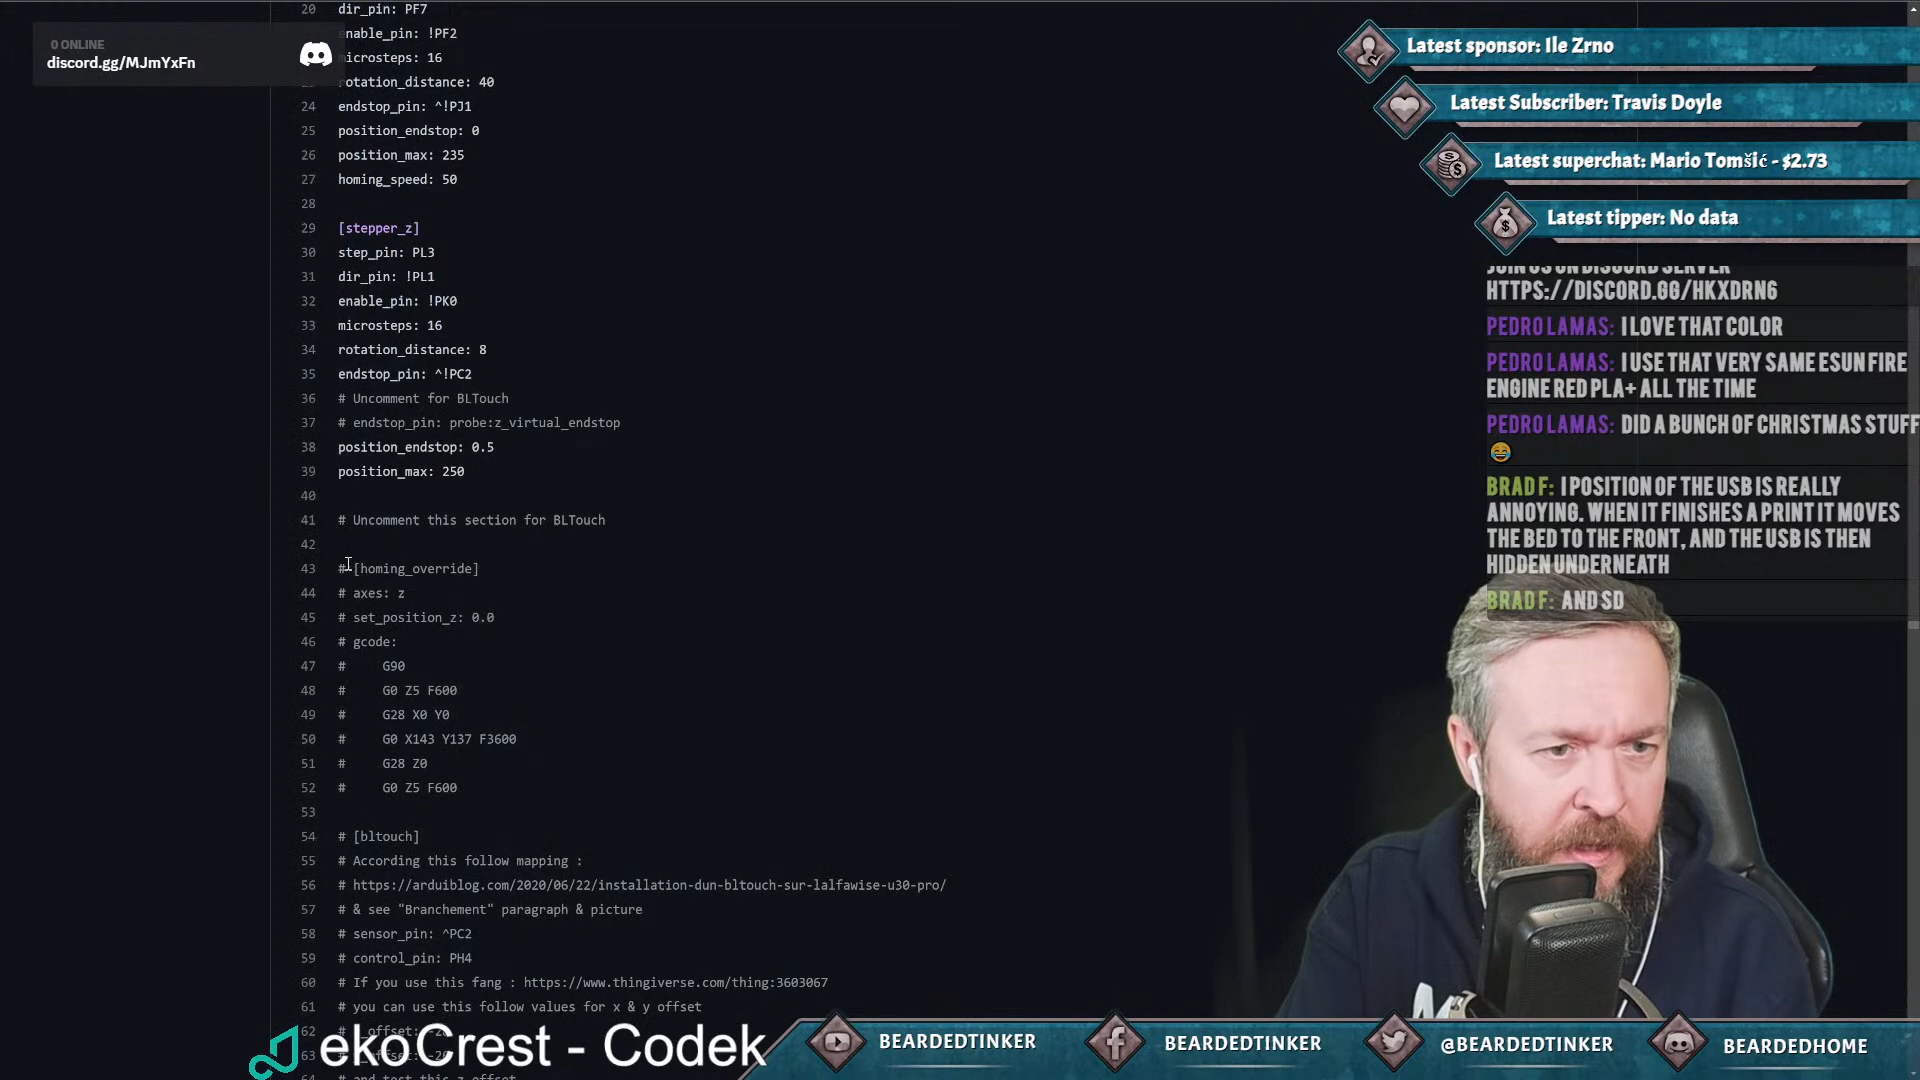 0 ONLINE
discord.gg/MJmYxFn
20 dir_pin: PF7
enable_pin: !PF2
microsteps: 16
rotation_distance: 40
24 endstop_pin: ^!PJ1
25 position_endstop: 0
26 position_max: 235
27 homing_speed: 50
28
29 [stepper_z]
30 step_pin: PL3
31 dir_pin: !PL1
32 enable_pin: !PK0
33 microsteps: 16
34 rotation_distance: 8
35 endstop_pin: ^!PC2
36 # Uncomment for BLTouch
37 # endstop_pin: probe:z_virtual_endstop
38 position_endstop: 0.5
39 position_max: 250
40
41 # Uncomment this section for BLTouch
42
43 # [homing_override]
44 # axes: z
45 # set_position_z: 0.0
46 # gcode:
47 # G90
48 # G0 Z5 F600
49 # G28 X0 Y0
50 # G0 X143 Y137 F3600
51 # G28 Z0
52 # G0 Z5 F600
53
54 # [bltouch]
55 # According this follow mapping :
56 # https://arduiblog.com/2020/06/22/installation-dun-bltouch-sur-lalfawise-u30-pro/
57 # & see "Branchement" paragraph & picture
58 # sensor_pin: ^PC2
59 # control_pin: PH4
60 # If you use this fang : https://www.thingiverse.com/thing:3603067
61 # you can use this follow values for x & y offset
62
63
Latest sponsor: Ile Zrno
Latest Subscriber: Travis Doyle
Latest superchat: Mario Tomšić - $2.73
Latest tipper: No data
JOIN US ON DISCORD SERVER
HTTPS://DISCORD.GG/HKXDRN6
PEDRO LAMAS: I LOVE THAT COLOR
PEDRO LAMAS: I USE THAT VERY SAME ESUN FIRE
ENGINE RED PLA+ ALL THE TIME
PEDRO LAMAS: DID A BUNCH OF CHRISTMAS STUFF
😂
BRAD F: I POSITION OF THE USB IS REALLY
ANNOYING. WHEN IT FINISHES A PRINT IT MOVES
THE BED TO THE FRONT, AND THE USB IS THEN
HIDDEN UNDERNEATH
BRAD F: AND SD
ekoCrest - Codek
BEARDEDTINKER
BEARDEDTINKER
@BEARDEDTINKER
BEARDEDHOME